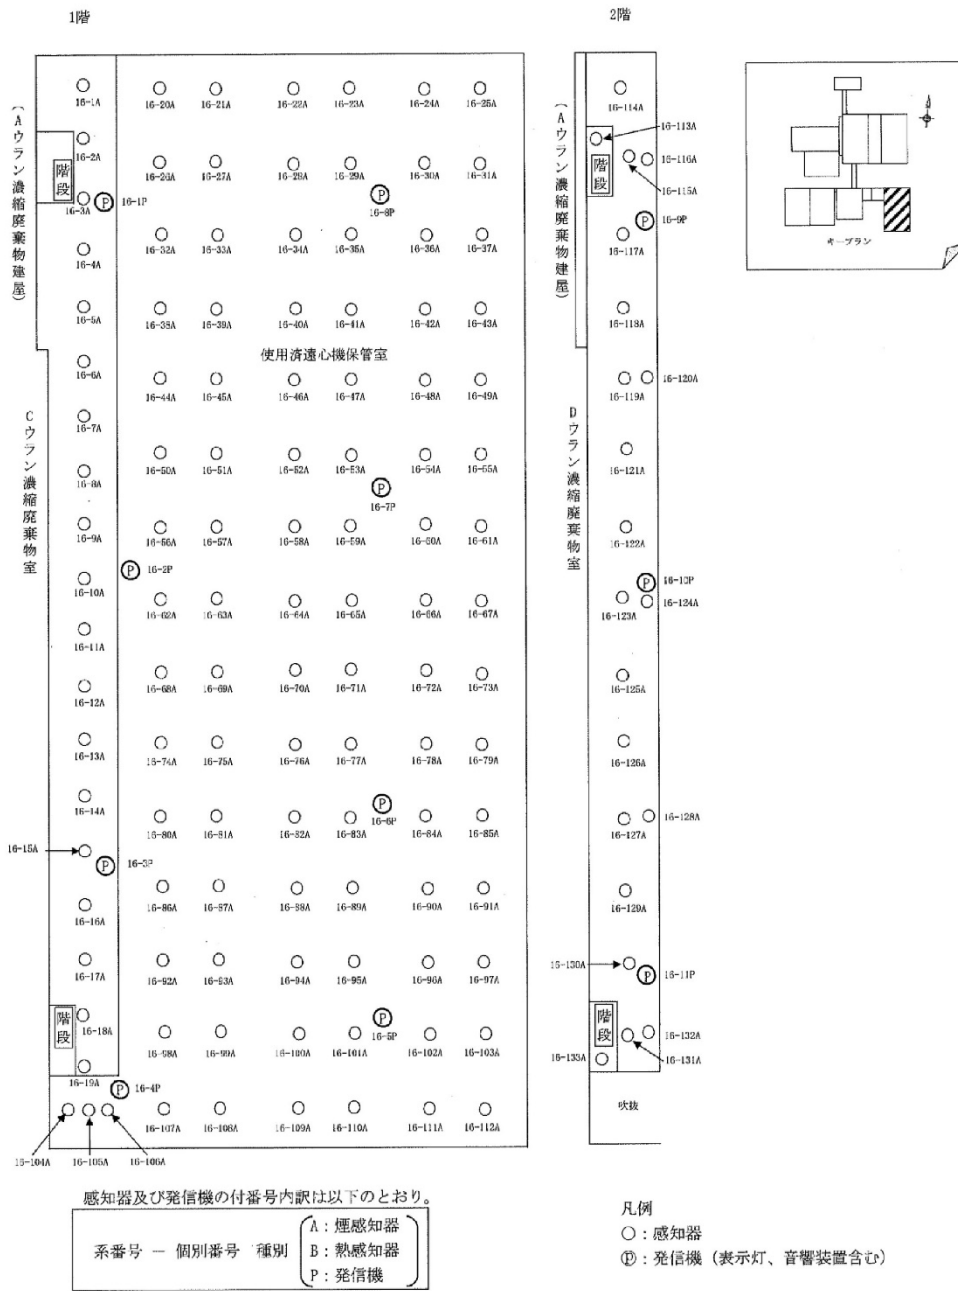 1階
2階
16-1A
16-20A 16-21A 16-22A 16-23A 16-24A 16-25A
16-2A
階段
16-26A 16-27A 16-28A 16-29A 16-30A 16-31A
16-3A 16-1P
16-8P
(Aウラン濃縮廃棄物建屋)
16-4A
16-32A 16-33A 16-34A 16-35A 16-36A 16-37A
16-5A
16-38A 16-39A 16-40A 16-41A 16-42A 16-43A
使用済遠心機保管室
16-6A
16-44A 16-45A 16-46A 16-47A 16-48A 16-49A
Cウラン濃縮廃棄物室
16-7A
16-50A 16-51A 16-52A 16-53A 16-54A 16-55A
16-8A
16-7P
16-9A
16-56A 16-57A 16-58A 16-59A 16-60A 16-61A
16-2P
16-10A
16-62A 16-63A 16-64A 16-65A 16-66A 16-67A
16-11A
16-12A
16-68A 16-69A 16-70A 16-71A 16-72A 16-73A
16-13A
16-74A 16-75A 16-76A 16-77A 16-78A 16-79A
16-14A
16-6P
16-80A 16-81A 16-82A 16-83A 16-84A 16-85A
16-15A
16-3P
16-16A
16-86A 16-87A 16-88A 16-89A 16-90A 16-91A
16-17A
16-92A 16-93A 16-94A 16-95A 16-96A 16-97A
階段
16-18A
16-5P
16-98A 16-99A 16-100A 16-101A 16-102A 16-103A
16-19A
16-4P
16-107A 16-108A 16-109A 16-110A 16-111A 16-112A
16-104A 16-105A 16-106A
16-114A
16-113A
階段
16-116A
16-115A
16-9P
16-117A
(Aウラン濃縮廃棄物建屋)
16-118A
16-120A
16-119A
Dウラン濃縮廃棄物室
16-121A
16-122A
16-10P
16-124A
16-123A
16-125A
16-126A
16-128A
16-127A
16-129A
16-130A
16-11P
階段
16-132A
16-133A
16-131A
吹抜
キープラン
感知器及び発信機の付番号内訳は以下のとおり。
系番号 − 個別番号 種別
A:煙感知器
B:熱感知器
P:発信機
凡例
○:感知器
Ⓟ:発信機(表示灯、音響装置含む)